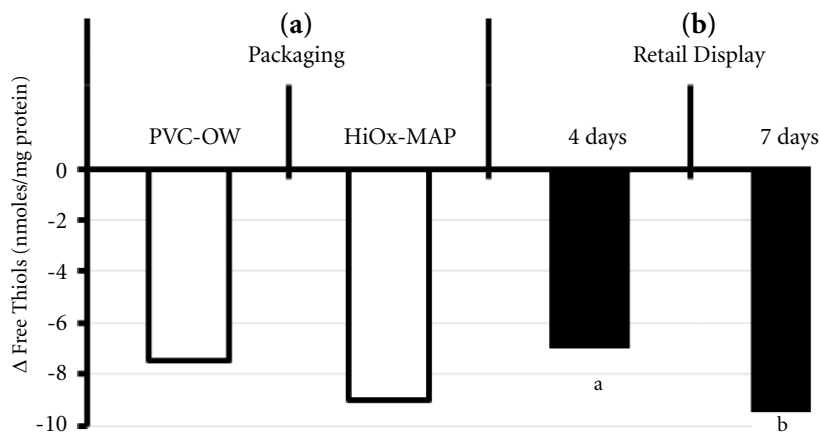 (a)
(b)
Packaging
Retail Display
PVC-OW
HiOx-MAP
4 days
7 days
Δ Free Thiols (nmoles/mg protein)
0
-2
-4
-6
-8
-10
a
b